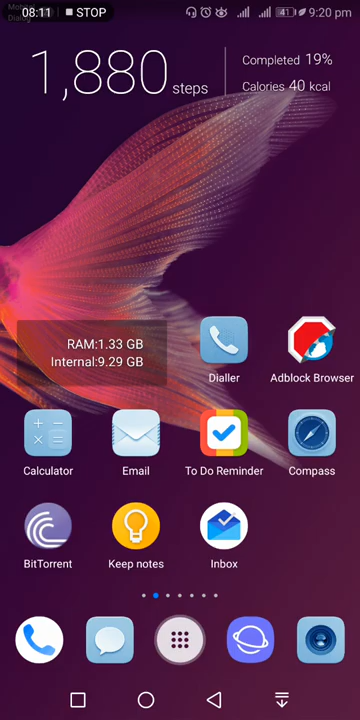 08:11 STOP
41
9:20 pm
1,880 steps
Completed 19%
Calories 40 kcal
RAM:1.33 GB
Internal:9.29 GB
Dialler
Adblock Browser
Calculator
Email
To Do Reminder
Compass
BitTorrent
Keep notes
Inbox